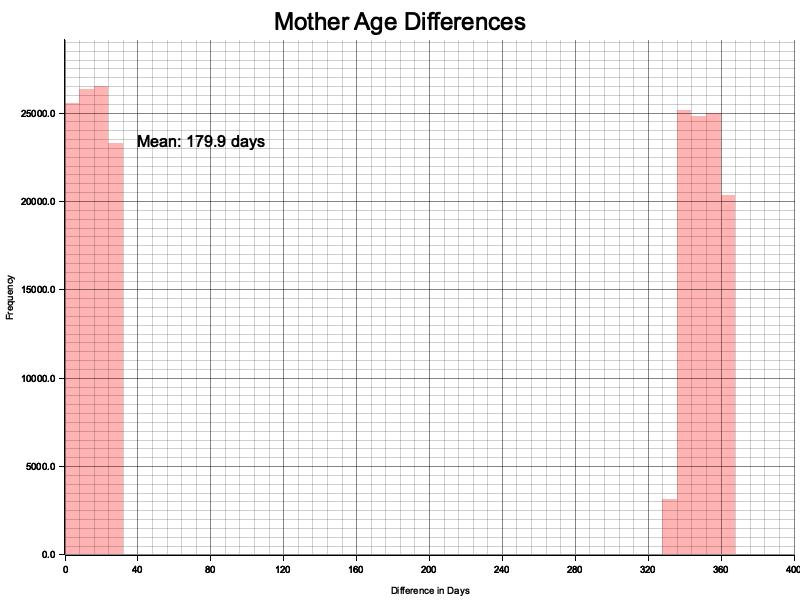 Mother Age Differences
25000.0
Mean: 179.9 days
20000.0
Frequency
15000.0
10000.0
5000.0
0.0
0 40 80 120 160 200 240 280 320 360 400
Difference in Days